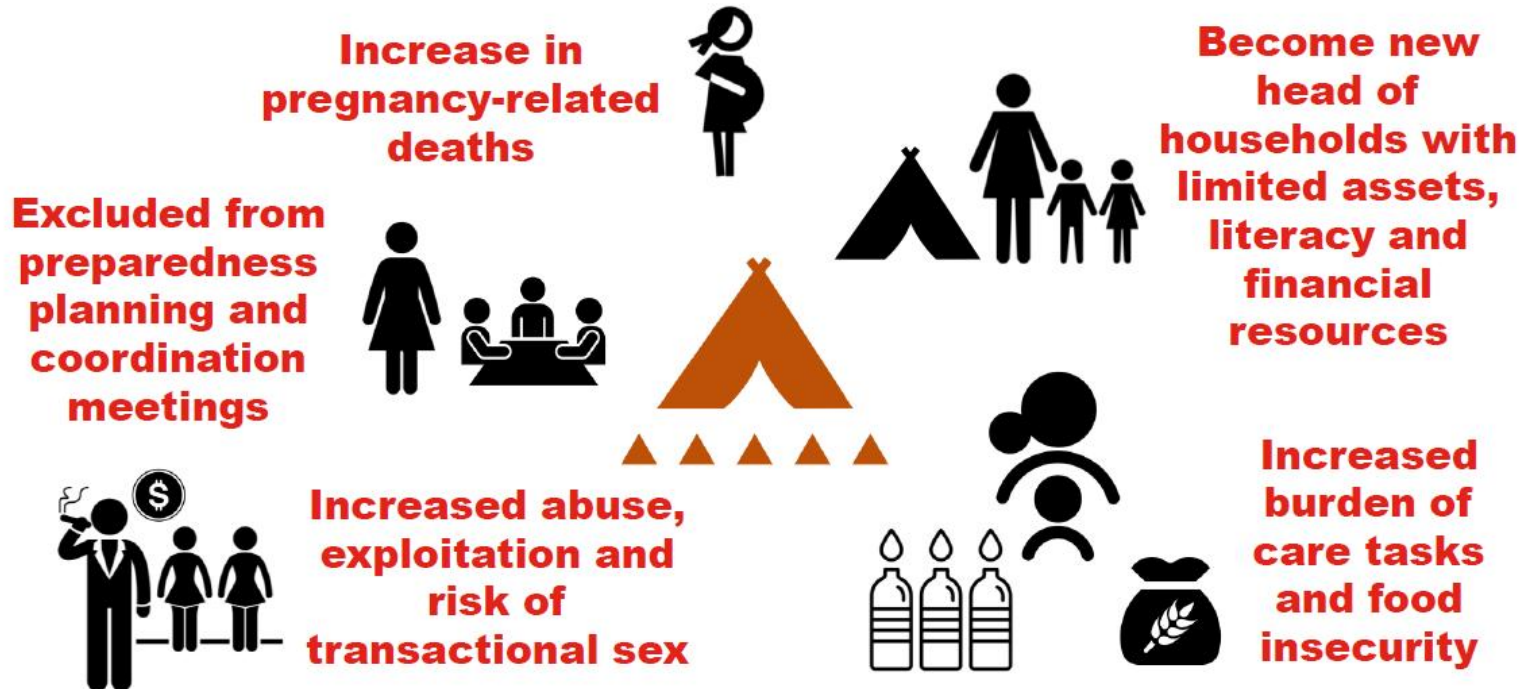 Increase in
pregnancy-related
deaths
Become new
head of
households with
limited assets,
literacy and
financial
resources
Excluded from
preparedness
planning and
coordination
meetings
$
Increased abuse,
exploitation and
risk of
transactional sex
Increased
burden of
care tasks
and food
insecurity